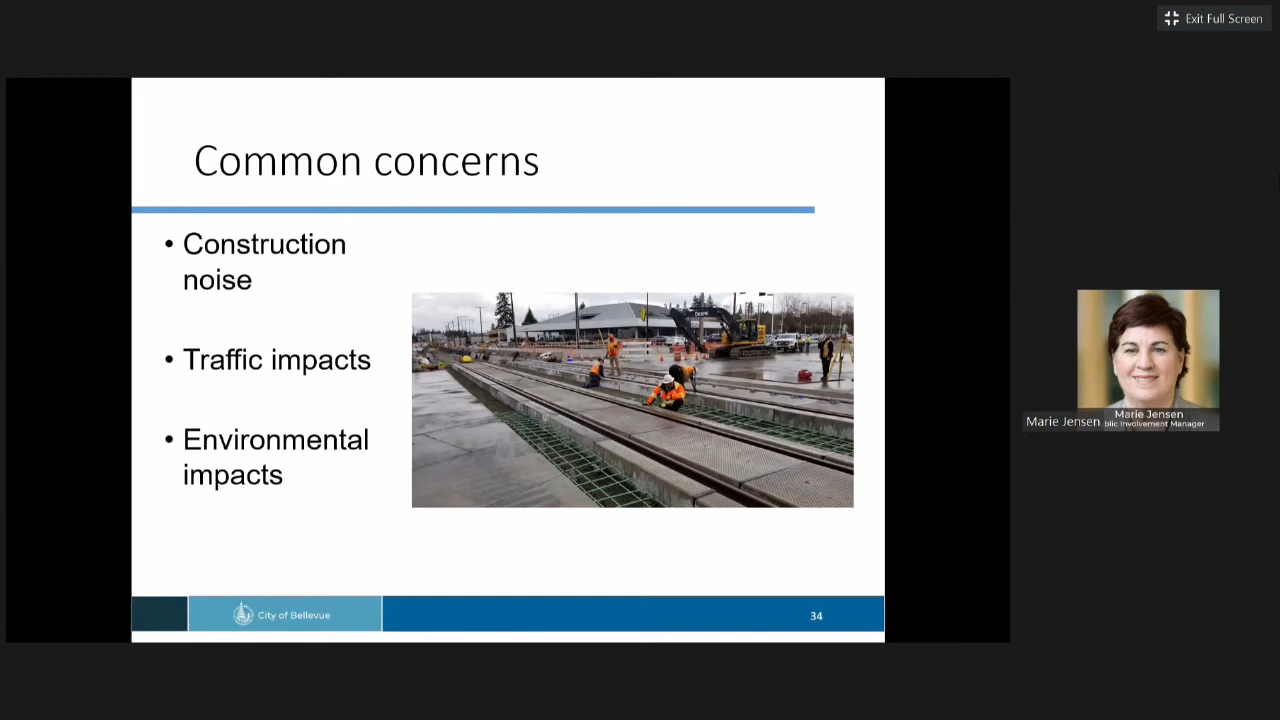 Exit Full Screen
Common concerns
• Construction
noise
• Traffic impacts
• Environmental
impacts
City of Bellevue
34
Marie Jensen
Marie Jensen
blic Involvement Manager